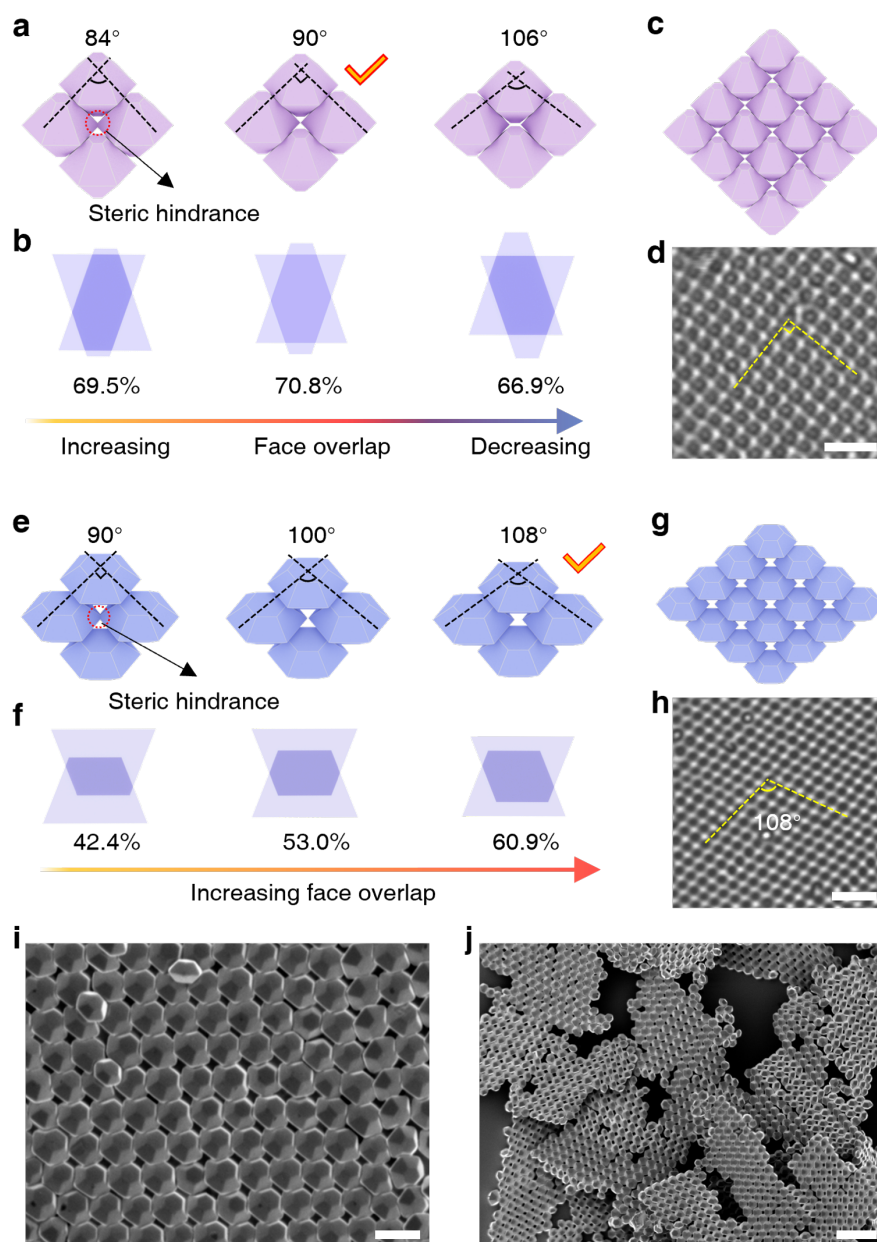 a
84°
90°
106°
Steric hindrance
b
69.5%
70.8%
66.9%
Increasing
Face overlap
Decreasing
c
d
e
90°
100°
108°
Steric hindrance
f
42.4%
53.0%
60.9%
Increasing face overlap
g
h
108°
i
j